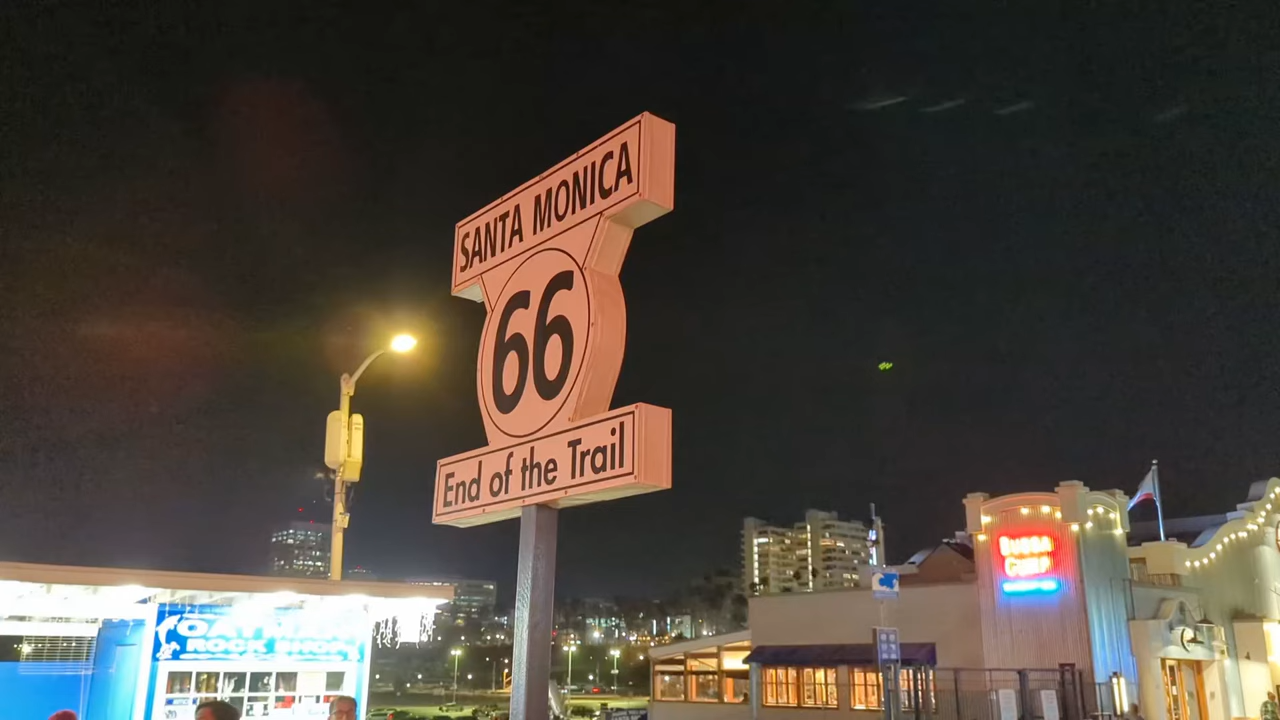 SANTA MONICA
66
End of the Trail
ROCK SHOP
BUBBA
GUMP